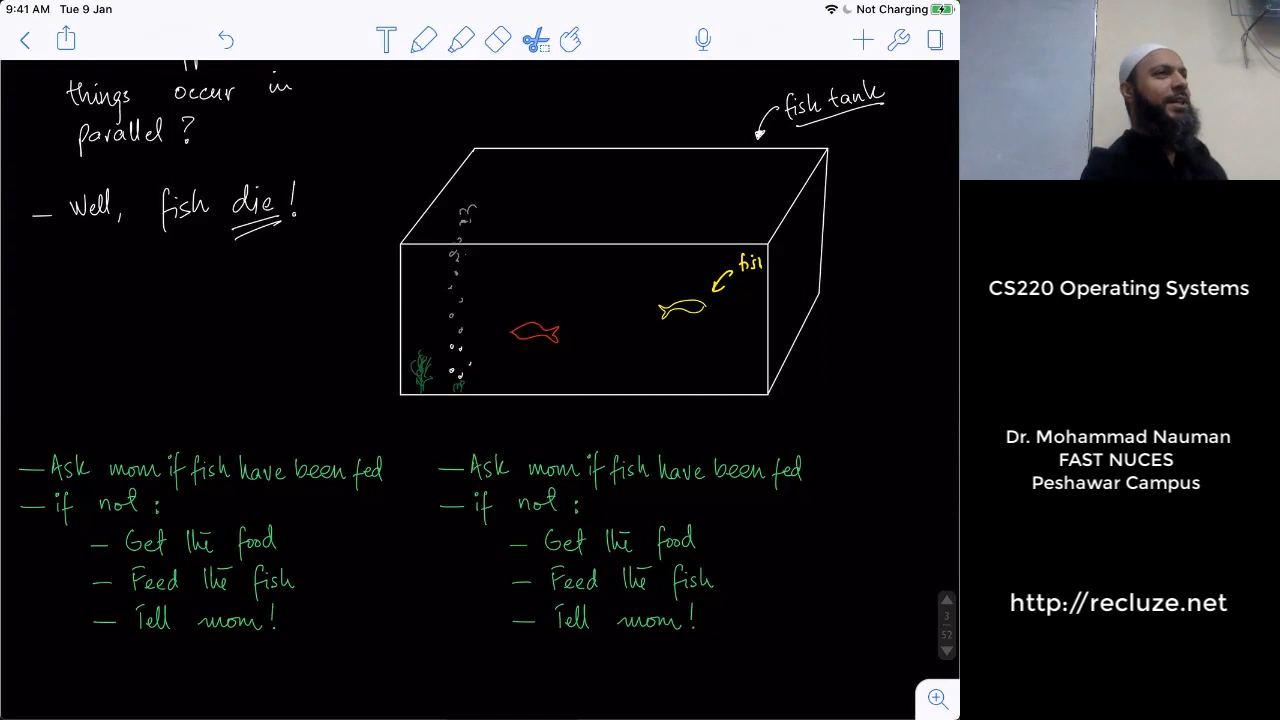 9:41 AM Tue 9 Jan
Not Charging
things occur in
parallel ?
— Well, fish die!
fish tank
fish
— Ask mom if fish have been fed
— if not :
— Get the food
— Feed the fish
— Tell mom!
— Ask mom if fish have been fed
— if not :
— Get the food
— Feed the fish
— Tell mom!
3
52
CS220 Operating Systems
Dr. Mohammad Nauman
FAST NUCES
Peshawar Campus
http://recluze.net